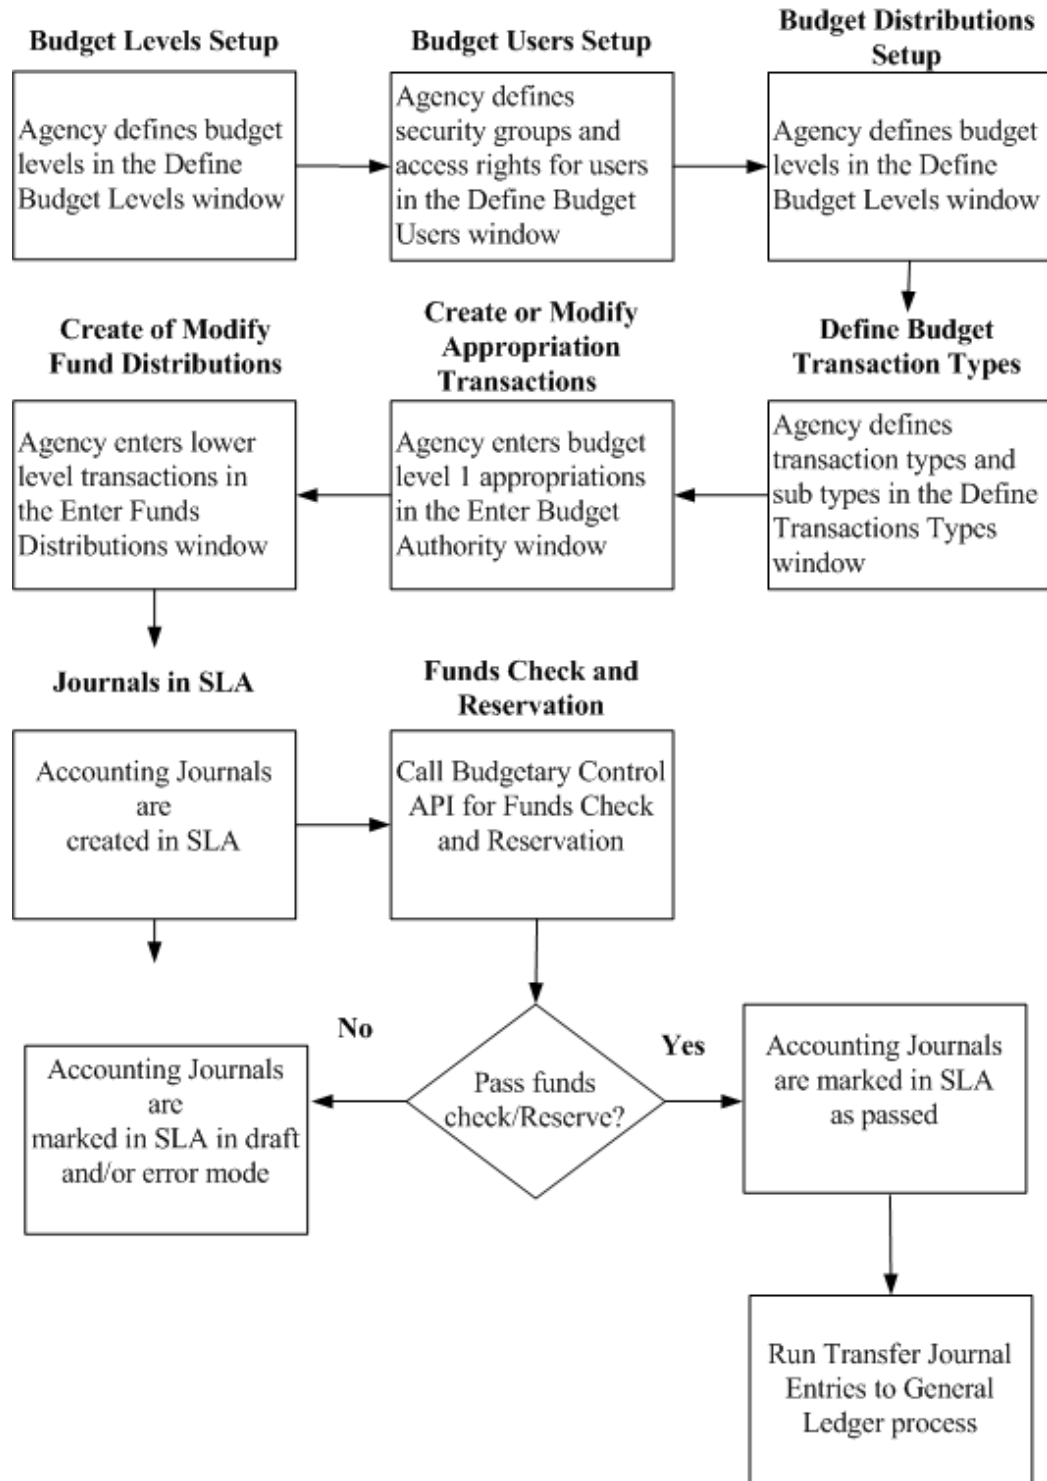 Budget Levels Setup
Budget Users Setup
Budget Distributions
Setup
Agency defines budget
levels in the Define
Budget Levels window
Agency defines
security groups and
access rights for users
in the Define Budget
Users window
Agency defines budget
levels in the Define
Budget Levels window
Define Budget
Transaction Types
Agency defines
transaction types and
sub types in the Define
Transactions Types
window
Create or Modify
Appropriation
Transactions
Agency enters budget
level 1 appropriations
in the Enter Budget
Authority window
Create of Modify
Fund Distributions
Agency enters lower
level transactions in
the Enter Funds
Distributions window
Journals in SLA
Accounting Journals
are
created in SLA
Funds Check and
Reservation
Call Budgetary Control
API for Funds Check
and Reservation
Pass funds
check/Reserve?
No
Accounting Journals
are
marked in SLA in draft
and/or error mode
Yes
Accounting Journals
are marked in SLA
as passed
Run Transfer Journal
Entries to General
Ledger process